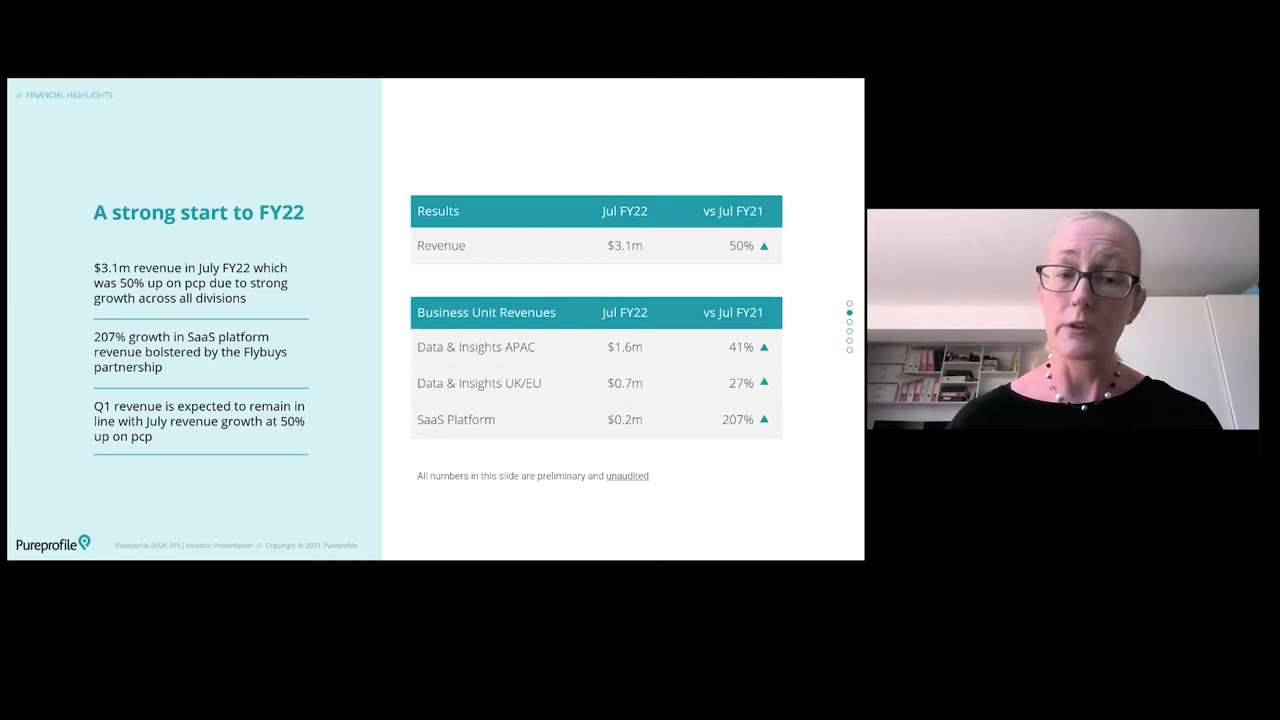 // FINANCIAL HIGHLIGHTS
A strong start to FY22
$3.1m revenue in July FY22 which
was 50% up on pcp due to strong
growth across all divisions
207% growth in SaaS platform
revenue bolstered by the Flybuys
partnership
Q1 revenue is expected to remain in
line with July revenue growth at 50%
up on pcp
Results Jul FY22 vs Jul FY21
Revenue $3.1m 50% ▲
Business Unit Revenues Jul FY22 vs Jul FY21
Data & Insights APAC $1.6m 41% ▲
Data & Insights UK/EU $0.7m 27% ▲
SaaS Platform $0.2m 207% ▲
All numbers in this slide are preliminary and unaudited
Pureprofile
Pureprofile (ASX: PPL) Investor Presentation // Copyright © 2021 Pureprofile